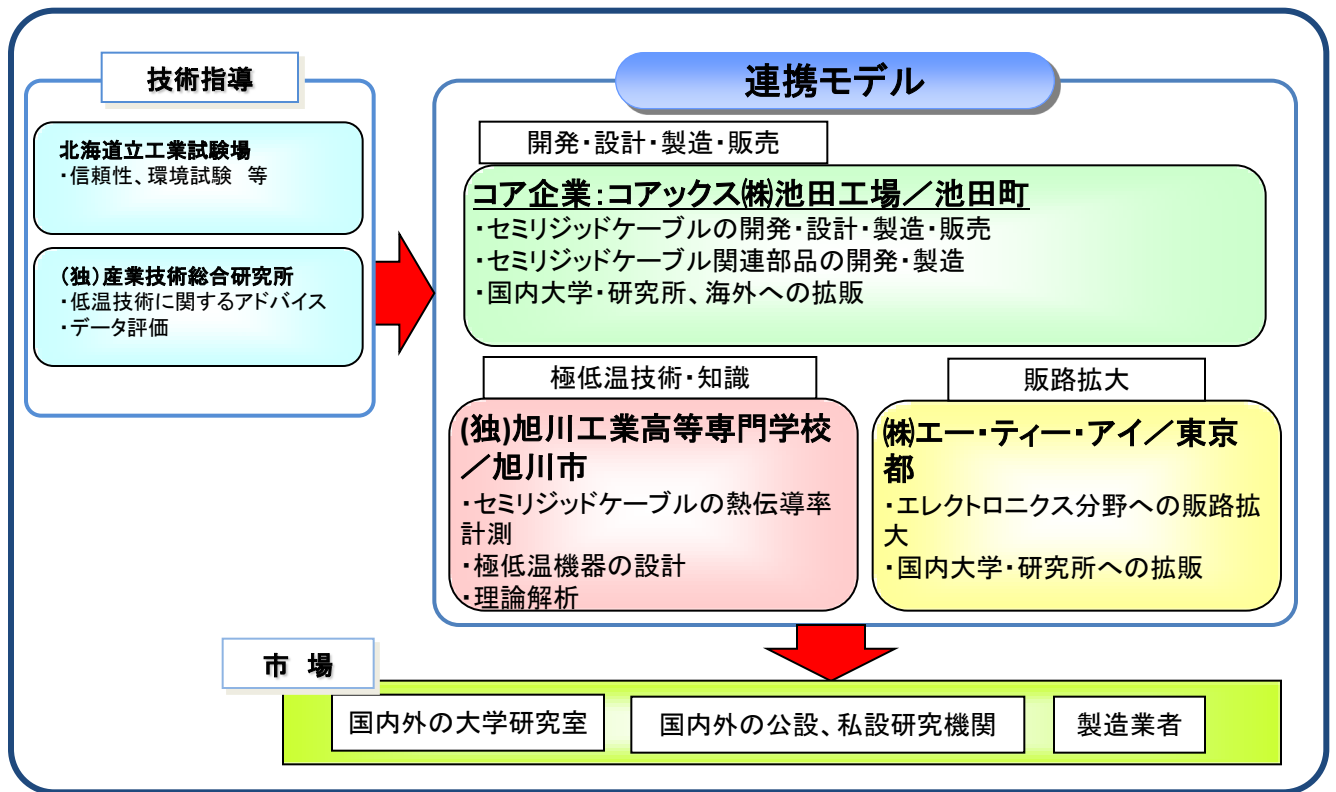 技術指導
北海道立工業試験場
・信頼性、環境試験　等
(独)産業技術総合研究所
・低温技術に関するアドバイス
・データ評価
連携モデル
開発・設計・製造・販売
コア企業:コアックス㈱池田工場／池田町
・セミリジッドケーブルの開発・設計・製造・販売
・セミリジッドケーブル関連部品の開発・製造
・国内大学・研究所、海外への拡販
極低温技術・知識
(独)旭川工業高等専門学校
／旭川市
・セミリジッドケーブルの熱伝導率
計測
・極低温機器の設計
・理論解析
販路拡大
㈱エー・ティー・アイ／東京
都
・エレクトロニクス分野への販路拡
大
・国内大学・研究所への拡販
市　場
国内外の大学研究室
国内外の公設、私設研究機関
製造業者